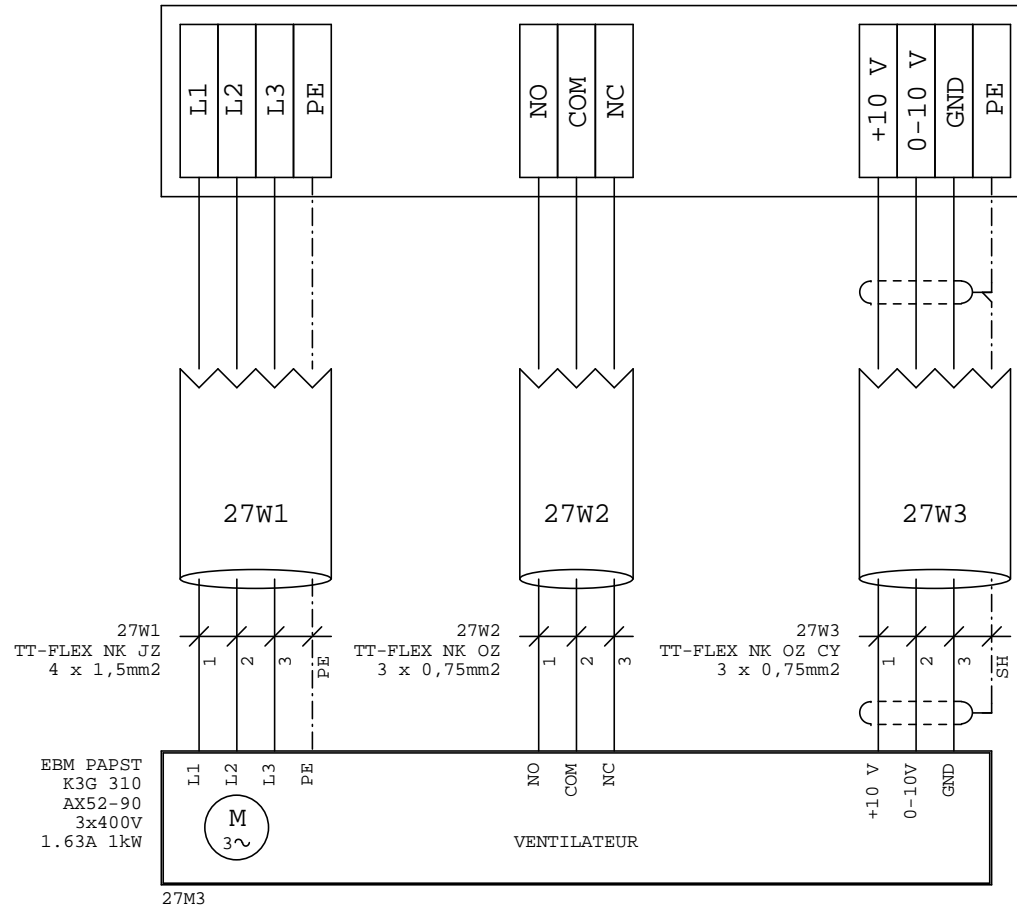 L1 L2 L3 PE
NO COM NC
+10 V 0-10 V GND PE
27W1
27W2
27W3
27W1
TT-FLEX NK JZ
4 x 1,5mm2
1 2 3 PE
27W2
TT-FLEX NK OZ
3 x 0,75mm2
1 2 3
27W3
TT-FLEX NK OZ CY
3 x 0,75mm2
1 2 3 SH
EBM PAPST
K3G 310
AX52-90
3x400V
1.63A 1kW
L1 L2 L3 PE
NO COM NC
+10 V 0-10V GND
M
3~
VENTILATEUR
27M3